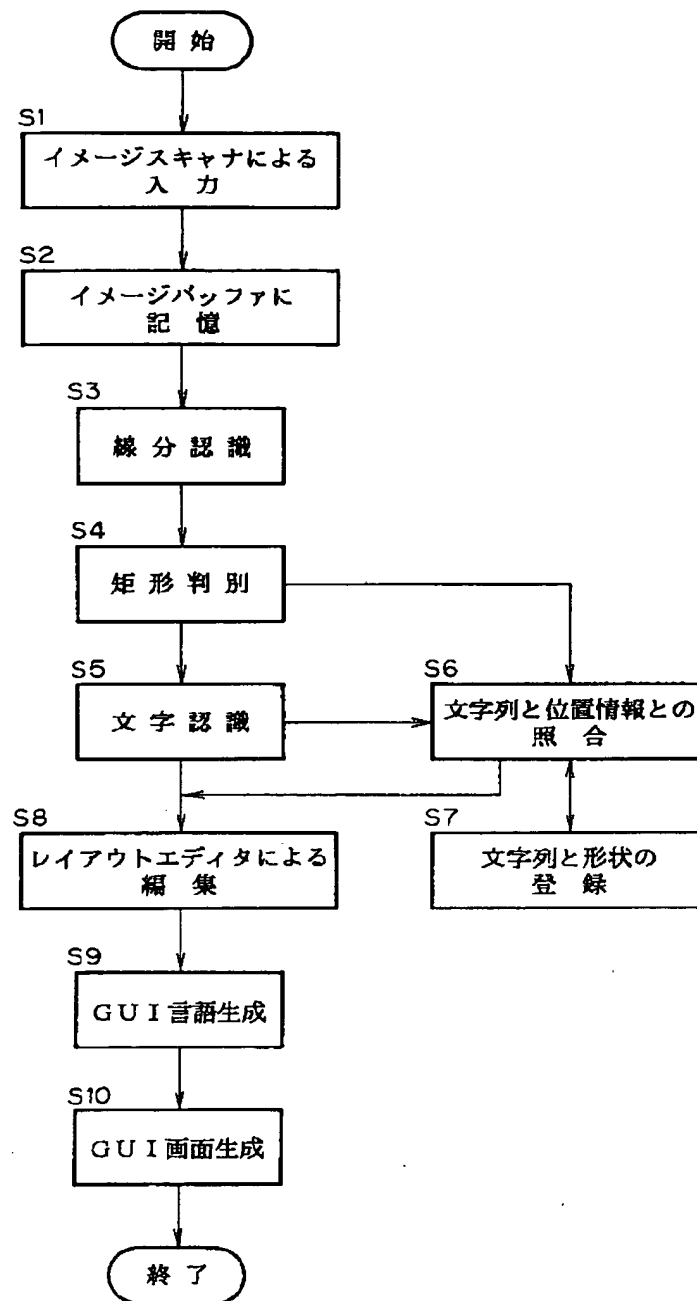 開始
S1
イメージスキャナによる
入力
S2
イメージバッファに
記憶
S3
線分認識
S4
矩形判別
S5
文字認識
S6
文字列と位置情報との
照合
S7
文字列と形状の
登録
S8
レイアウトエディタによる
編集
S9
GUI言語生成
S10
GUI画面生成
終了